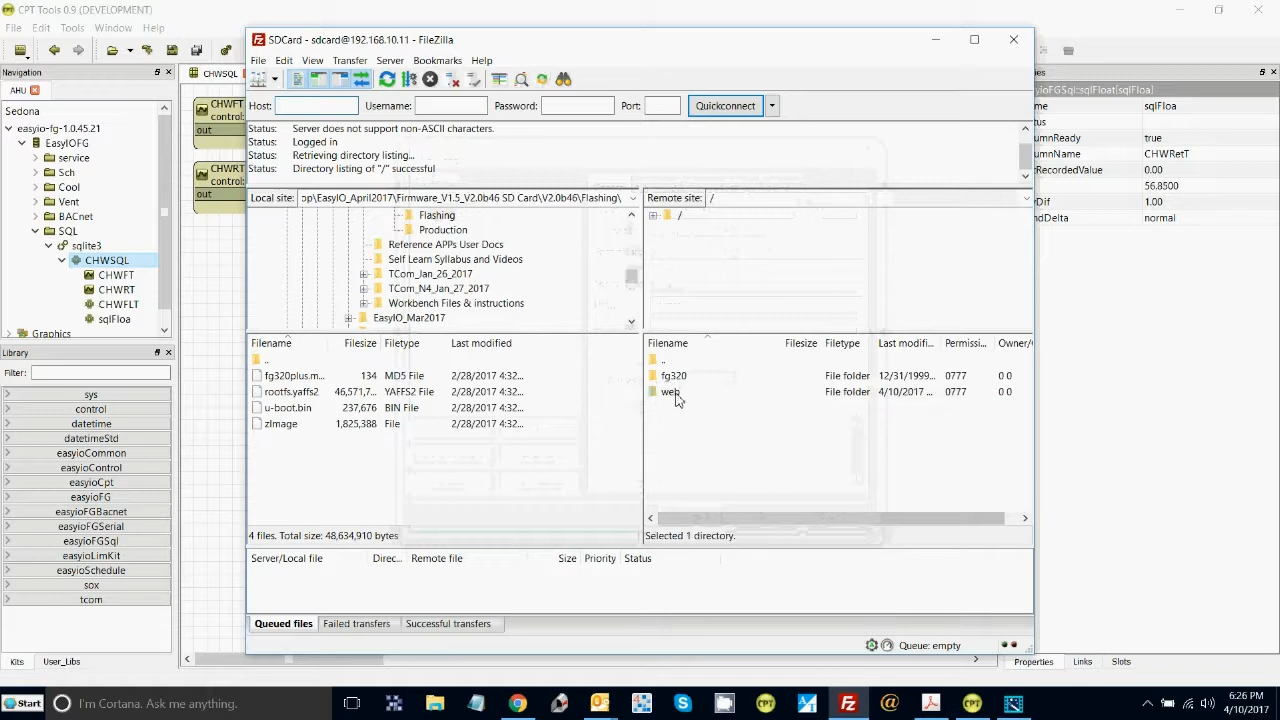 CPT Tools 0.9 (DEVELOPMENT)
File Edit Tools Window Help
Navigation
AHU
Sedona
easyio-fg-1.0.45.21
EasyIOFG
service
Sch
Cool
Vent
BACnet
SQL
sqlite3
CHWSQL
CHWFT
CHWRT
CHWFLT
sqlFloa
Graphics
Library
Filter:
sys
control
datetime
datetimeStd
easyioCommon
easyioControl
easyioCpt
easyioFG
easyioFGBacnet
easyioFGSerial
easyioFGSql
easyioLimKit
easyioSchedule
sox
tcom
Kits User_Libs
CHWSQL
CHWFT
control:
out
CHWRT
control:
out
SDCard - sdcard@192.168.10.11 - FileZilla
File Edit View Transfer Server Bookmarks Help
Host: Username: Password: Port: Quickconnect
Status: Server does not support non-ASCII characters.
Status: Logged in
Status: Retrieving directory listing...
Status: Directory listing of "/" successful
Local site: op\EasyIO_April2017\Firmware_V1.5_V2.0b46 SD Card\V2.0b46\Flashing\
Flashing
Production
Reference APPs User Docs
Self Learn Syllabus and Videos
TCom_Jan_26_2017
TCom_N4_Jan_27_2017
Workbench Files & instructions
EasyIO_Mar2017
Remote site: /
/
Filename Filesize Filetype Last modified
..
fg320plus.m... 134 MD5 File 2/28/2017 4:32...
rootfs.yaffs2 46,571,7... YAFFS2 File 2/28/2017 4:32...
u-boot.bin 237,676 BIN File 2/28/2017 4:32...
zImage 1,825,388 File 2/28/2017 4:32...
4 files. Total size: 48,634,910 bytes
Filename Filesize Filetype Last modifi... Permissi... Owner/
..
fg320 File folder 12/31/1999... 0777 0 0
web File folder 4/10/2017 ... 0777 0 0
Selected 1 directory.
Server/Local file Direc... Remote file Size Priority Status
Queued files Failed transfers Successful transfers
Queue: empty
ies
easyioFGSql::sqlFloat[sqlFloa]
me sqlFloa
tatus
umnReady true
umnName CHWRetT
RecordedValue 0.00
56.8500
yDif 1.00
ndDelta normal
Properties Links Slots
Start I'm Cortana. Ask me anything.
6:26 PM
4/10/2017